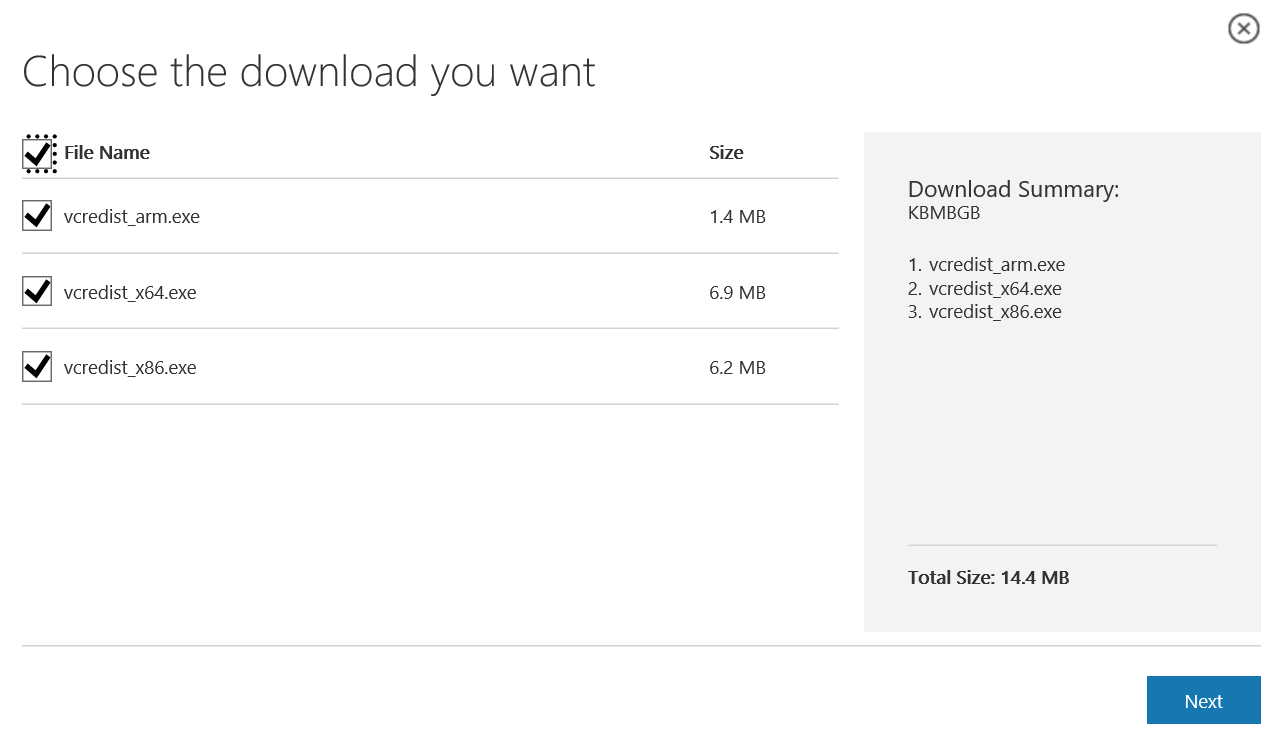 Choose the download you want
File Name Size
vcredist_arm.exe 1.4 MB
vcredist_x64.exe 6.9 MB
vcredist_x86.exe 6.2 MB
Download Summary:
KBMBGB
1. vcredist_arm.exe
2. vcredist_x64.exe
3. vcredist_x86.exe
Total Size: 14.4 MB
Next